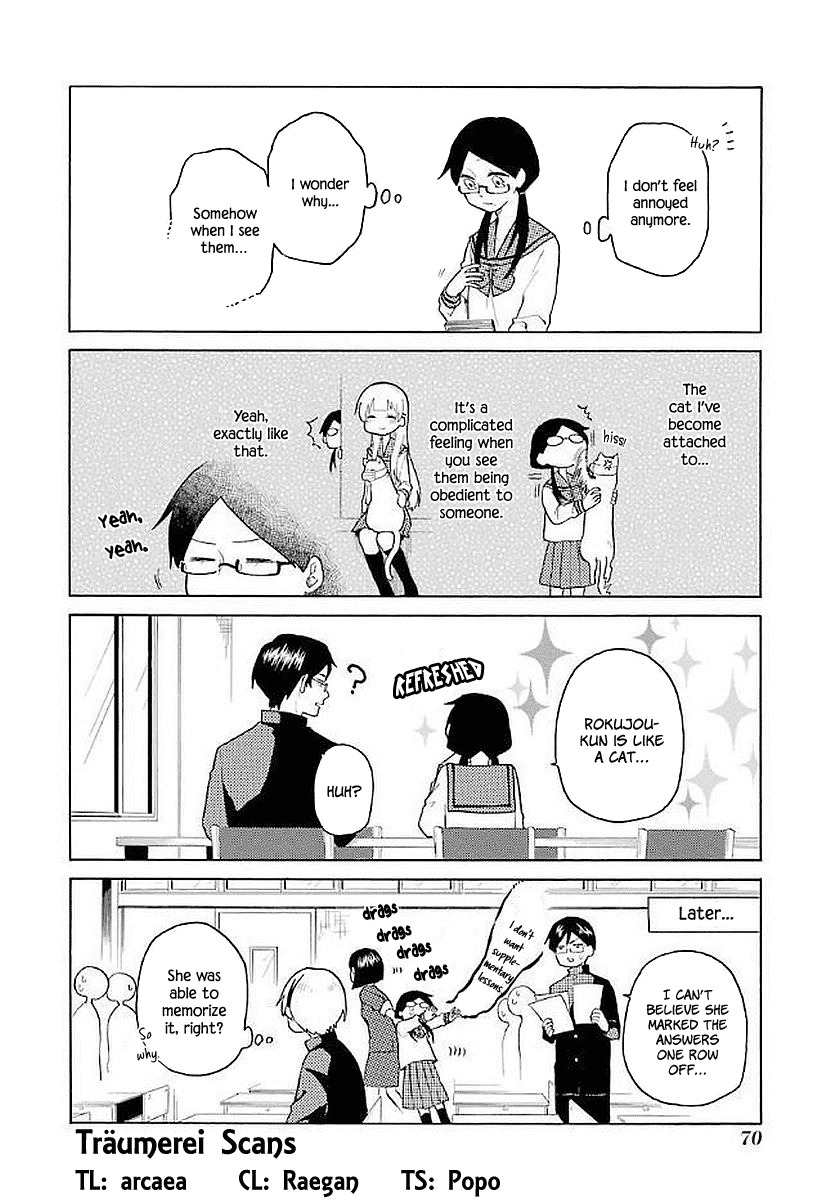 Huh?
I don't feel
annoyed
anymore.
I wonder
why...
Somehow
when I see
them...
The
cat I've
become
attached
to...
hiss!
It's a
complicated
feeling when
you see
them being
obedient to
someone.
Yeah,
exactly like
that.
Yeah,
yeah.
ROKUJOU-
KUN IS LIKE
A CAT...
REFRESHED
?
HUH?
Later...
I CAN'T
BELIEVE SHE
MARKED THE
ANSWERS
ONE ROW
OFF...
I don't
want
supple-
mentary
lessons.
drags
drags
drags
drags
She was
able to
memorize
it, right?
So
why.
70
Träumerei Scans
TL: arcaea CL: Raegan TS: Popo